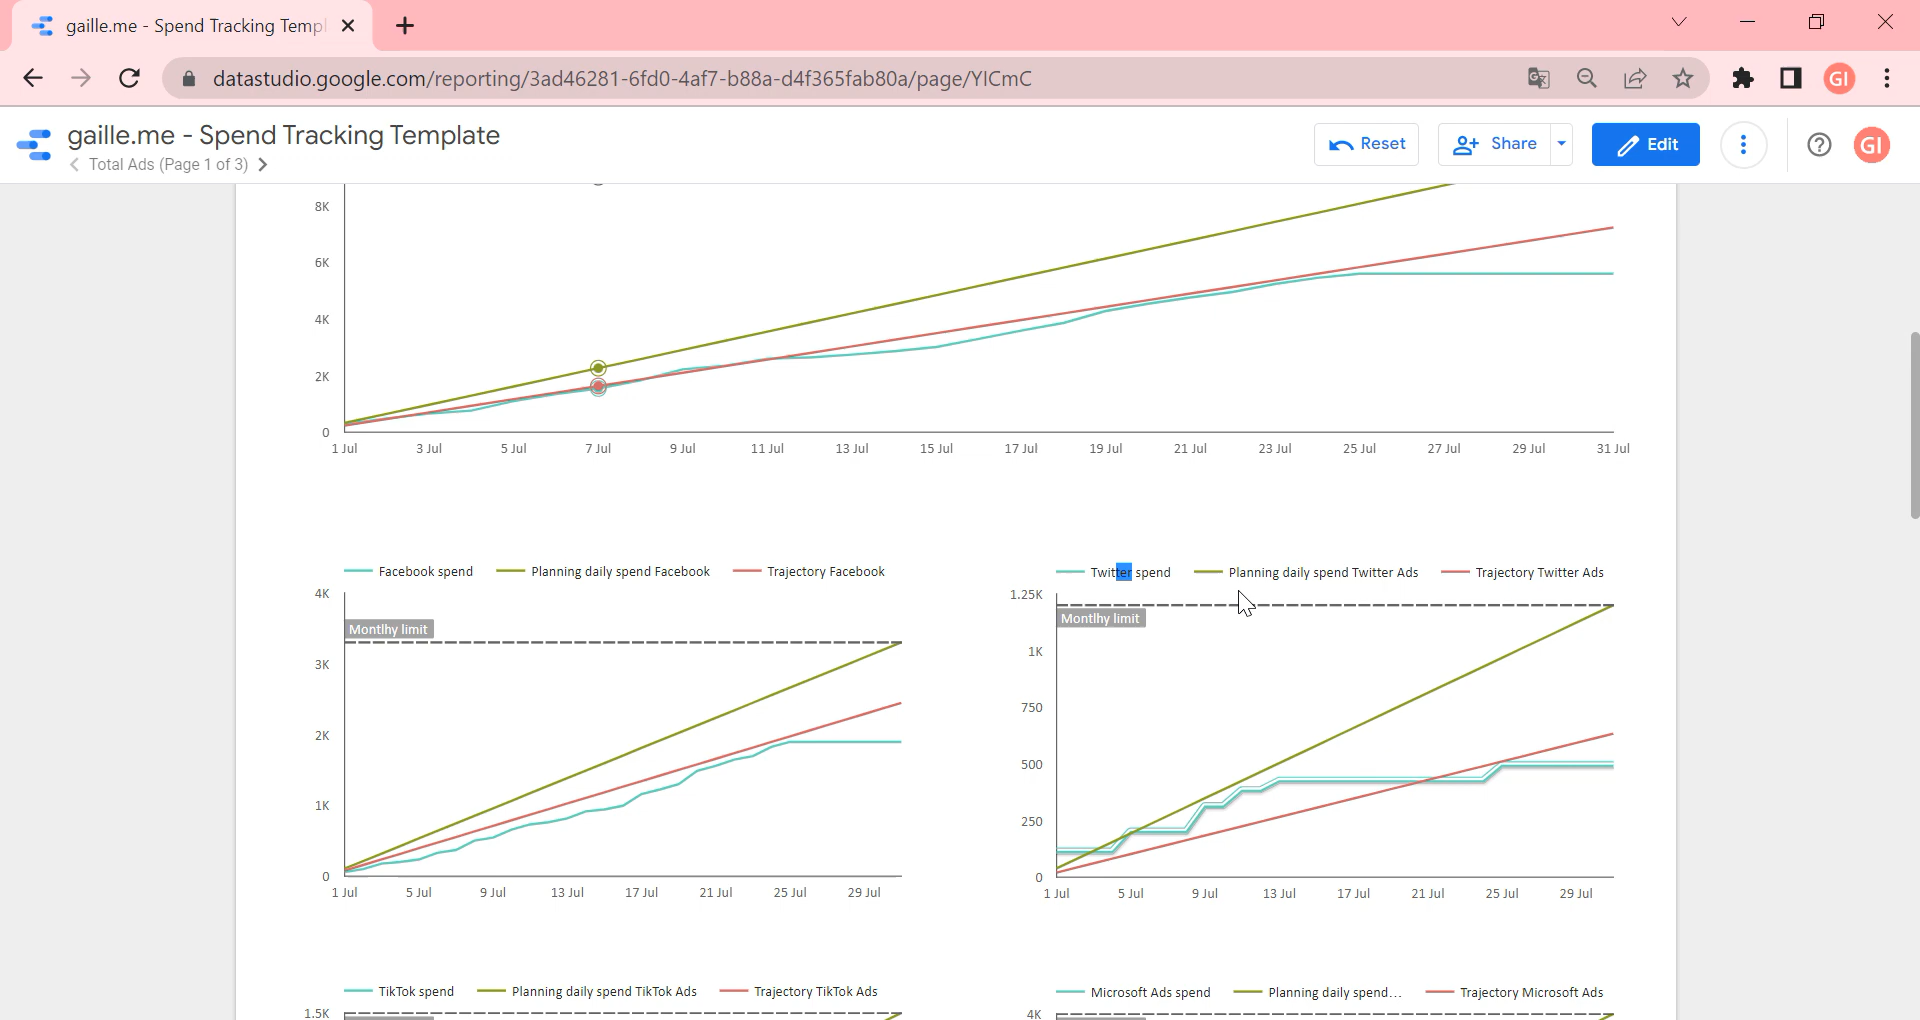 gaille.me - Spend Tracking Templ
datastudio.google.com/reporting/3ad46281-6fd0-4af7-b88a-d4f365fab80a/page/YlCmC
GI
gaille.me - Spend Tracking Template
Total Ads (Page 1 of 3)
Reset
Share
Edit
GI
8K
6K
4K
2K
0
1 Jul 3 Jul 5 Jul 7 Jul 9 Jul 11 Jul 13 Jul 15 Jul 17 Jul 19 Jul 21 Jul 23 Jul 25 Jul 27 Jul 29 Jul 31 Jul
Facebook spend Planning daily spend Facebook Trajectory Facebook
4K
Montlhy limit
3K
2K
1K
0
1 Jul 5 Jul 9 Jul 13 Jul 17 Jul 21 Jul 25 Jul 29 Jul
Twitter spend Planning daily spend Twitter Ads Trajectory Twitter Ads
1.25K
Montlhy limit
1K
750
500
250
0
1 Jul 5 Jul 9 Jul 13 Jul 17 Jul 21 Jul 25 Jul 29 Jul
TikTok spend Planning daily spend TikTok Ads Trajectory TikTok Ads
1.5K
Microsoft Ads spend Planning daily spend... Trajectory Microsoft Ads
4K